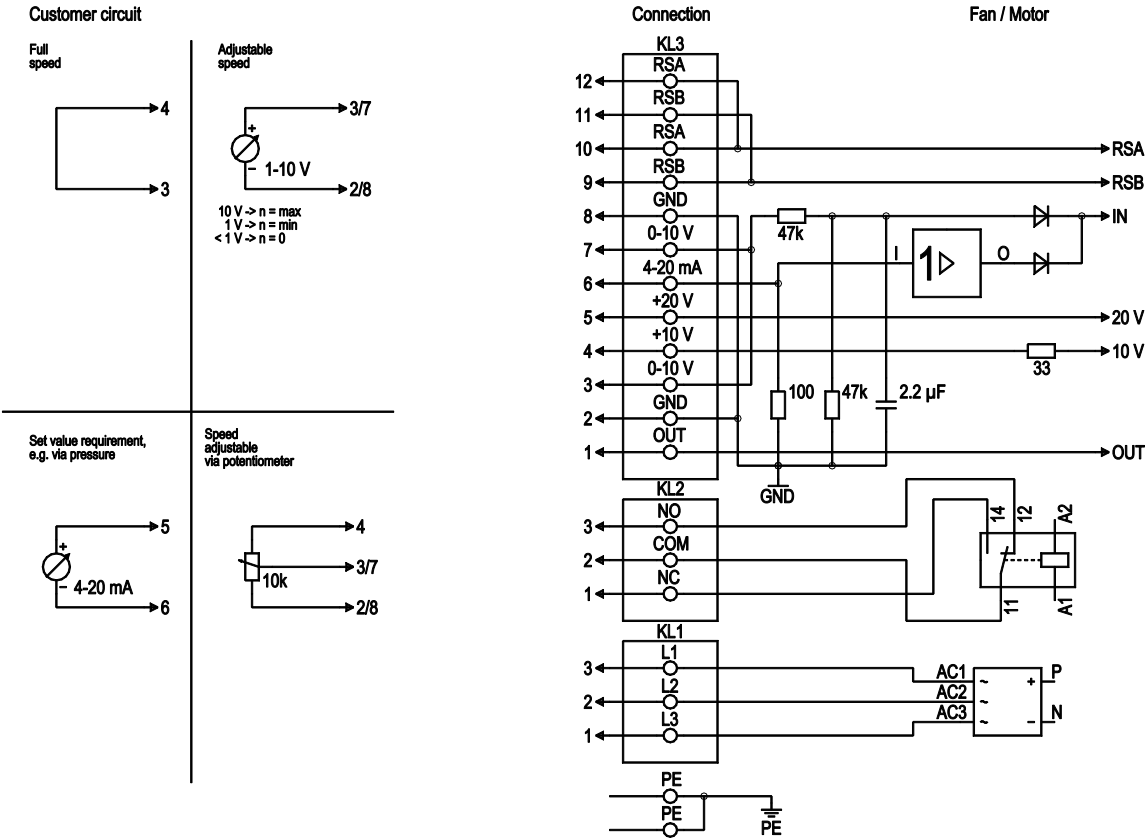 Customer circuit
Full
speed
4
3
Adjustable
speed
3/7
+
1-10 V
−
2/8
10 V -> n = max
1 V -> n = min
< 1 V -> n = 0
Set value requirement,
e.g. via pressure
5
+
4-20 mA
−
6
Speed
adjustable
via potentiometer
4
3/7
10k
2/8
Connection
Fan / Motor
KL3
12 RSA
11 RSB
10 RSA RSA
9 RSB RSB
8 GND 47k IN
7 0-10 V I 1 O
6 4-20 mA
5 +20 V 20 V
4 +10 V 33 10 V
3 0-10 V 100 47k 2.2 µF
2 GND
1 OUT OUT
GND
KL2
3 NO 14 12 A2
2 COM
1 NC 11 A1
KL1
3 L1 AC1 ~ + P
2 L2 AC2 ~
1 L3 AC3 ~ − N
PE
PE
PE